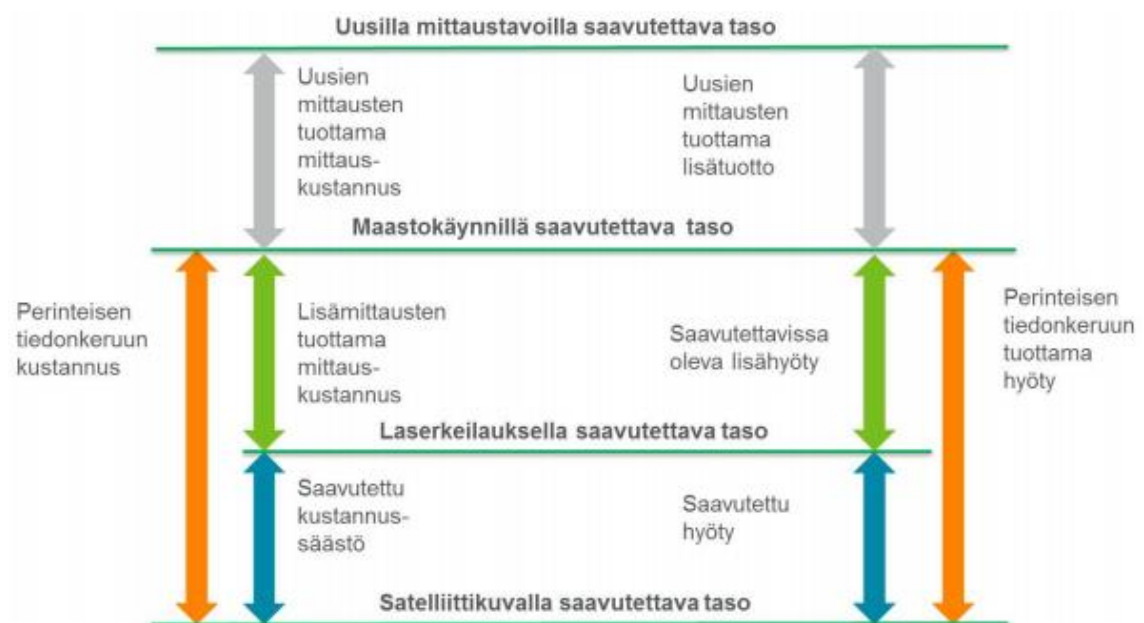 Uusilla mittaustavoilla saavutettava taso
Uusien
mittausten
tuottama
mittaus-
kustannus
Uusien
mittausten
tuottama
lisätuotto
Maastokäynnillä saavutettava taso
Perinteisen
tiedonkeruun
kustannus
Lisämittausten
tuottama
mittaus-
kustannus
Saavutettavissa
oleva lisähyöty
Perinteisen
tiedonkeruun
tuottama
hyöty
Laserkeilauksella saavutettava taso
Saavutettu
kustannus-
säästö
Saavutettu
hyöty
Satelliittikuvalla saavutettava taso